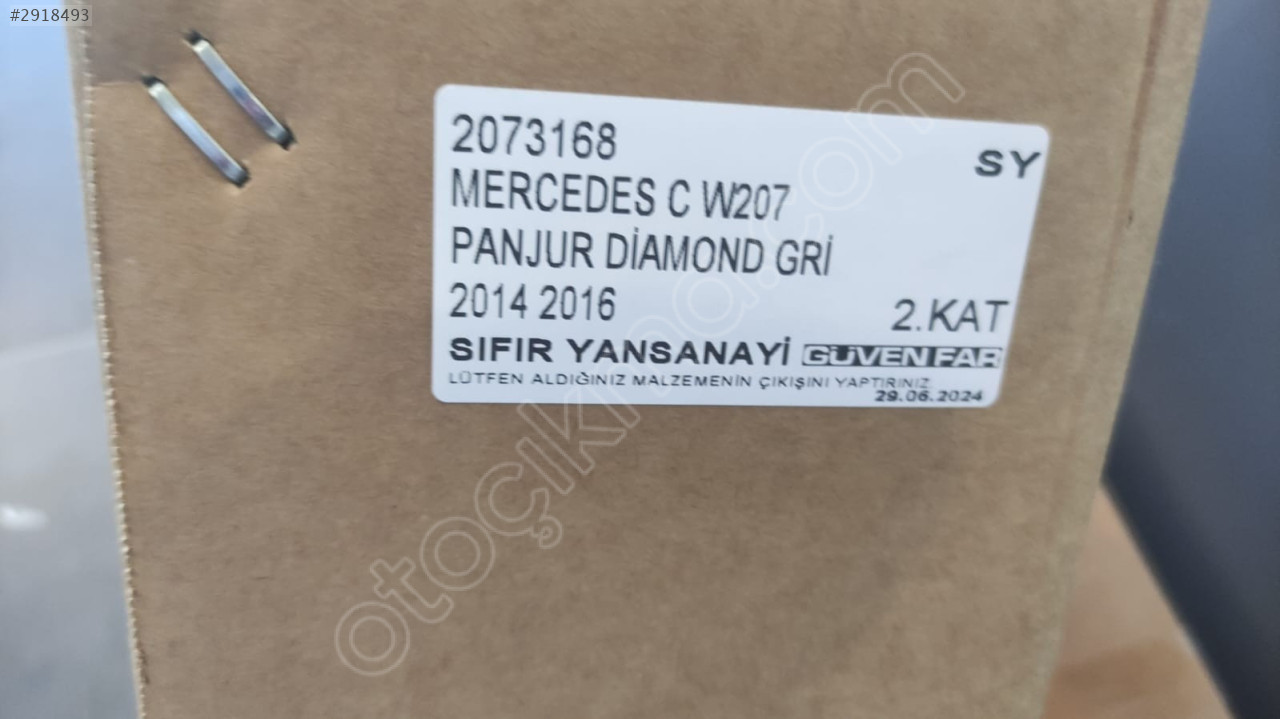 #2918493
2073168
SY
MERCEDES C W207
PANJUR DİAMOND GRİ
2014 2016
2.KAT
SIFIR YANSANAYİ GÜVEN FAR
LÜTFEN ALDIĞINIZ MALZEMENİN ÇIKIŞINI YAPTIRINIZ
29.06.2024
otoçıkma.com